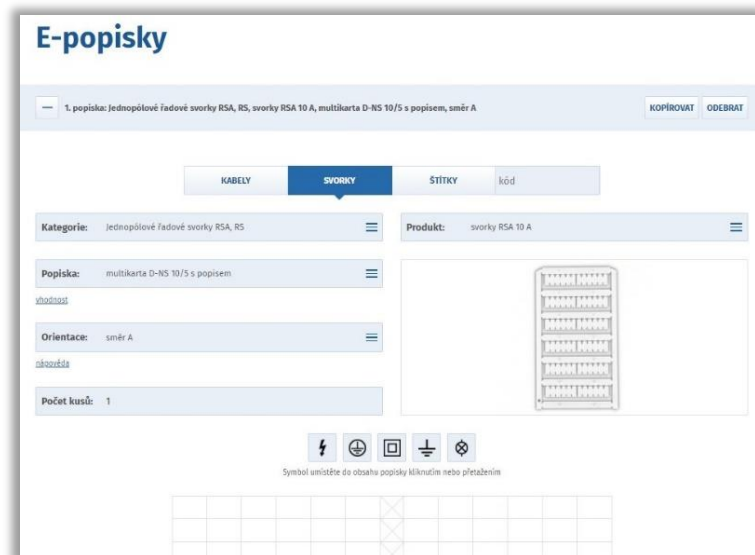 E-popisky
1. popiska: Jednopólové řadové svorky RSA, RS, svorky RSA 10 A, multikarta D-NS 10/5 s popisem, směr A
KOPÍROVAT ODEBRAT
KABELY SVORKY ŠTÍTKY kód
Kategorie: Jednopólové řadové svorky RSA, RS
Produkt: svorky RSA 10 A
Popiska: multikarta D-NS 10/5 s popisem
vhodnost
Orientace: směr A
nápověda
Počet kusů: 1
Symbol umístěte do obsahu popisky kliknutím nebo přetažením